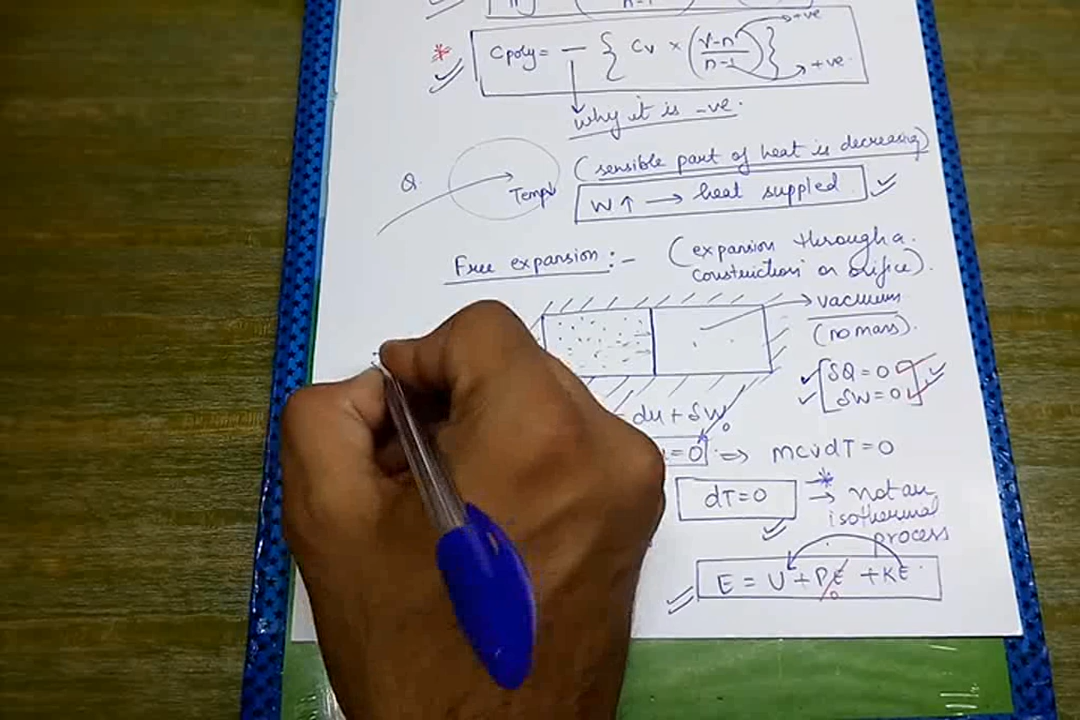 Cpoly = - { Cv × (γ-n / n-1) } → +ve → +ve
why it is -ve.
Q Temp↓ (sensible part of heat is decreasing)
W ↑ → heat supplied
Free expansion :- (expansion through a
constriction or orifice).
vacuum
(no mass).
δQ = 0
δW = 0
du + δW 0
= 0 ⇒ mcvdT = 0
dT = 0 → * not an
isothermal
process
E = U + PE + KE
0